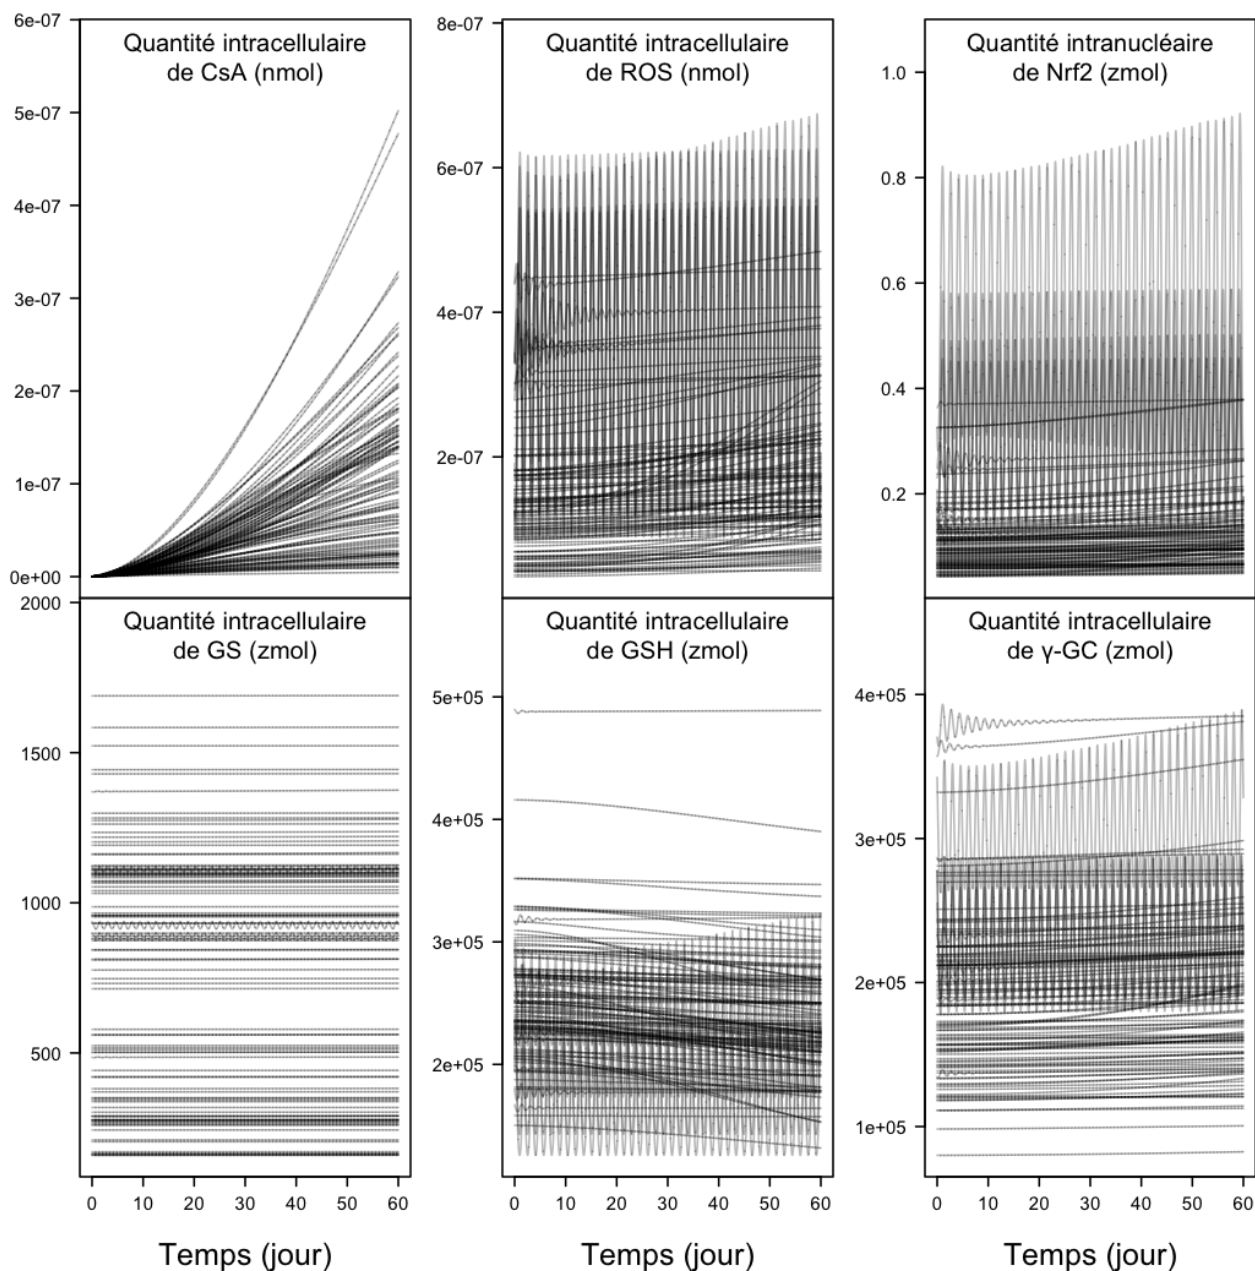 6e-07
5e-07
4e-07
3e-07
2e-07
1e-07
0e+00
Quantité intracellulaire
de CsA (nmol)
8e-07
6e-07
4e-07
2e-07
Quantité intracellulaire
de ROS (nmol)
1.0
0.8
0.6
0.4
0.2
Quantité intranucléaire
de Nrf2 (zmol)
2000
1500
1000
500
Quantité intracellulaire
de GS (zmol)
0 10 20 30 40 50 60
Temps (jour)
5e+05
4e+05
3e+05
2e+05
Quantité intracellulaire
de GSH (zmol)
0 10 20 30 40 50 60
Temps (jour)
4e+05
3e+05
2e+05
1e+05
Quantité intracellulaire
de γ-GC (zmol)
0 10 20 30 40 50 60
Temps (jour)